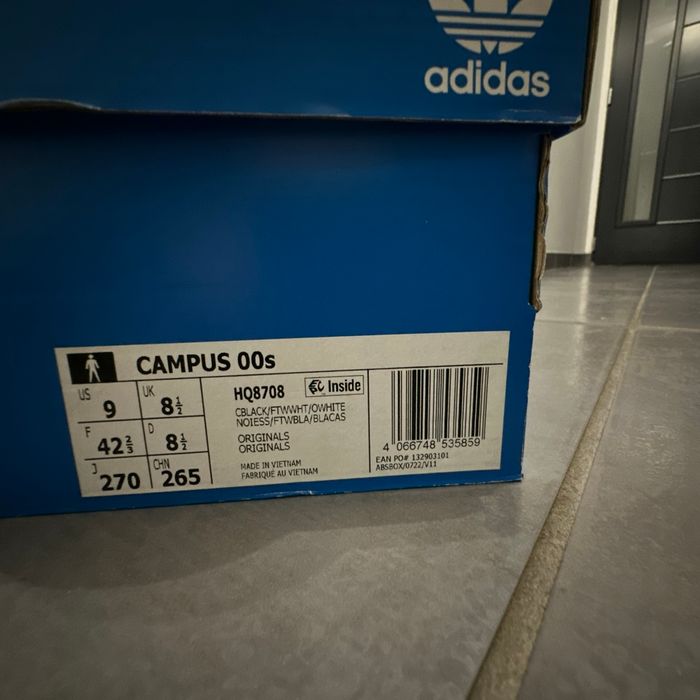 adidas
CAMPUS 00s
US 9 UK 8½
F 42⅔ D 8½
J 270 CHN 265
HQ8708 Inside
CBLACK/FTWWHT/OWHITE
NOIESS/FTWBLA/BLACAS
ORIGINALS
ORIGINALS
MADE IN VIETNAM
FABRIQUÉ AU VIETNAM
4 066748 535859
EAN PO# 132903101
ABSBOX/0722/V11